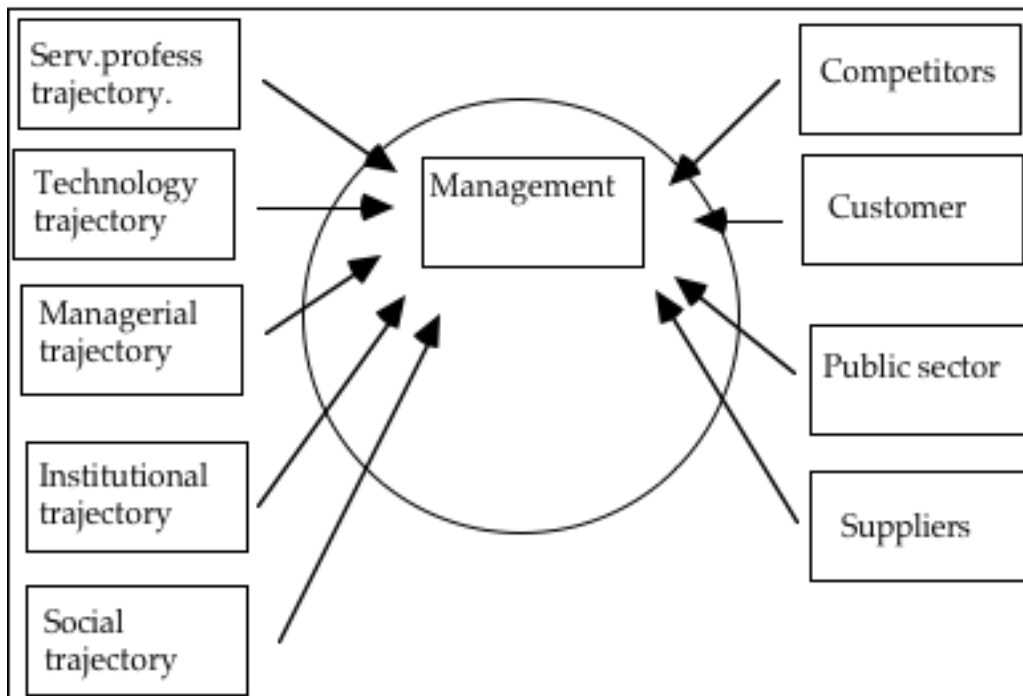 Serv.profess
trajectory.
Technology
trajectory
Managerial
trajectory
Institutional
trajectory
Social
trajectory
Management
Competitors
Customer
Public sector
Suppliers